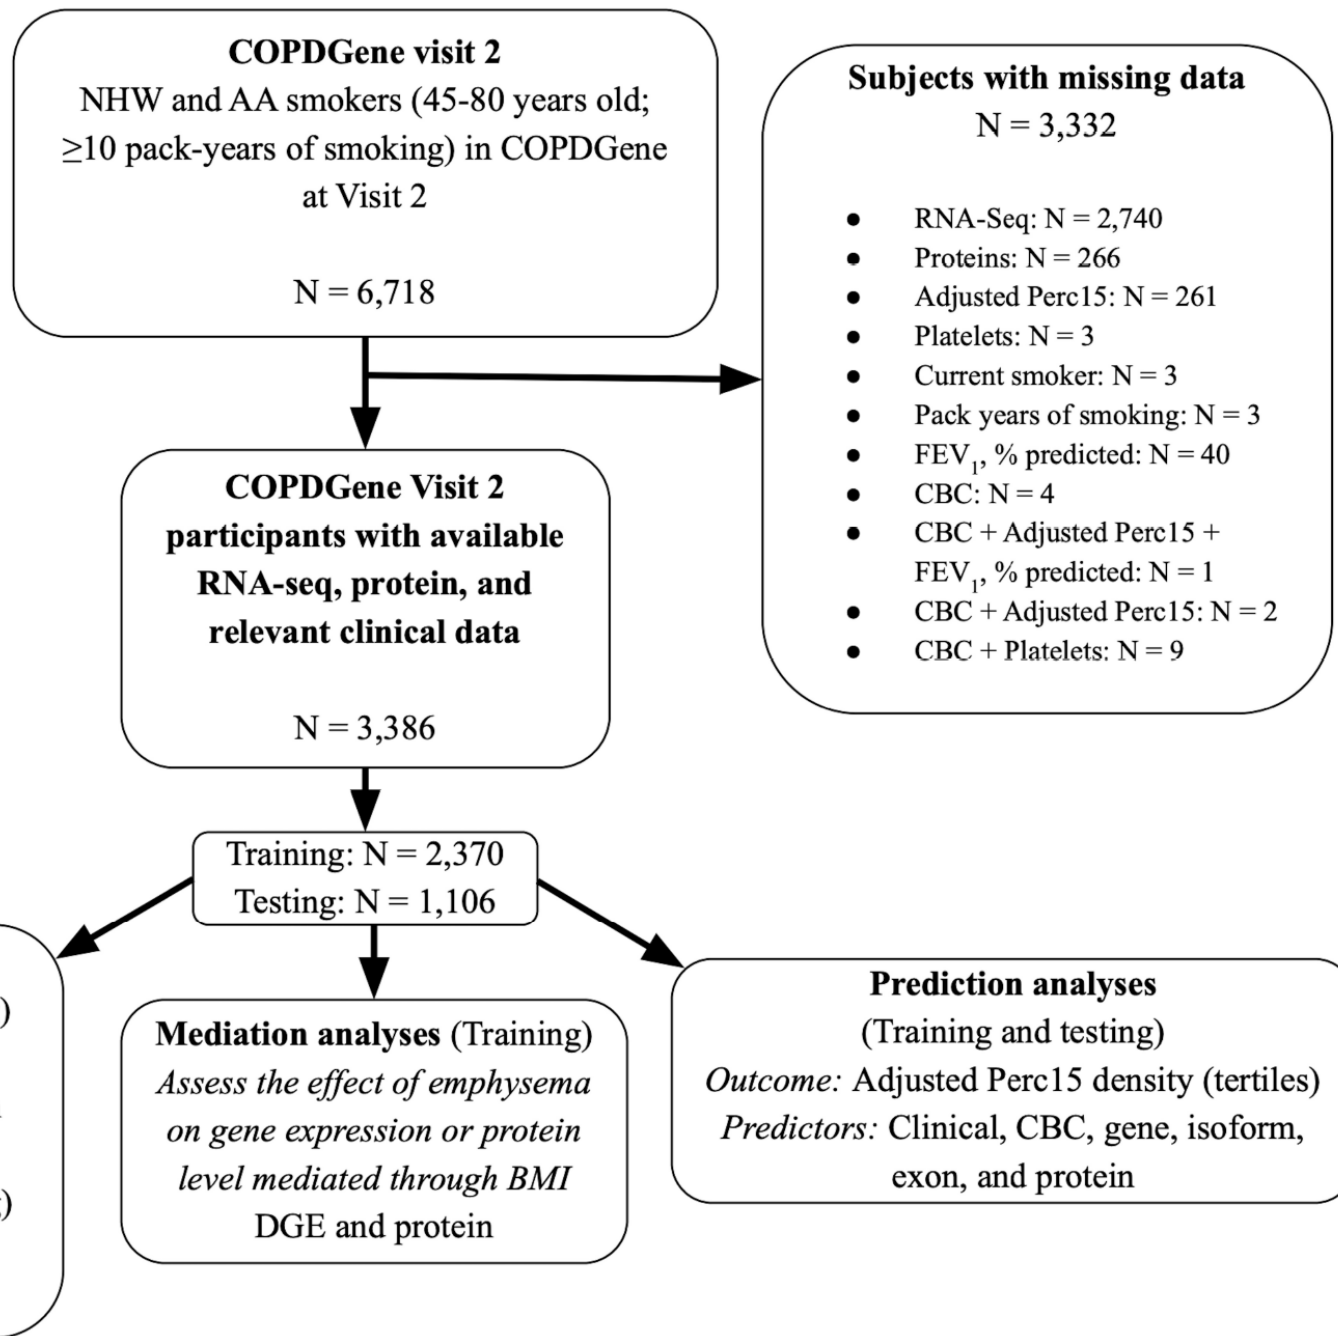 COPDGene visit 2
NHW and AA smokers (45-80 years old;
≥10 pack-years of smoking) in COPDGene
at Visit 2
N = 6,718
Subjects with missing data
N = 3,332
● RNA-Seq: N = 2,740
● Proteins: N = 266
● Adjusted Perc15: N = 261
● Platelets: N = 3
● Current smoker: N = 3
● Pack years of smoking: N = 3
● FEV₁, % predicted: N = 40
● CBC: N = 4
● CBC + Adjusted Perc15 +
FEV₁, % predicted: N = 1
● CBC + Adjusted Perc15: N = 2
● CBC + Platelets: N = 9
COPDGene Visit 2
participants with available
RNA-seq, protein, and
relevant clinical data
N = 3,386
Training: N = 2,370
Testing: N = 1,106
)
)
Mediation analyses (Training)
Assess the effect of emphysema
on gene expression or protein
level mediated through BMI
DGE and protein
Prediction analyses
(Training and testing)
Outcome: Adjusted Perc15 density (tertiles)
Predictors: Clinical, CBC, gene, isoform,
exon, and protein